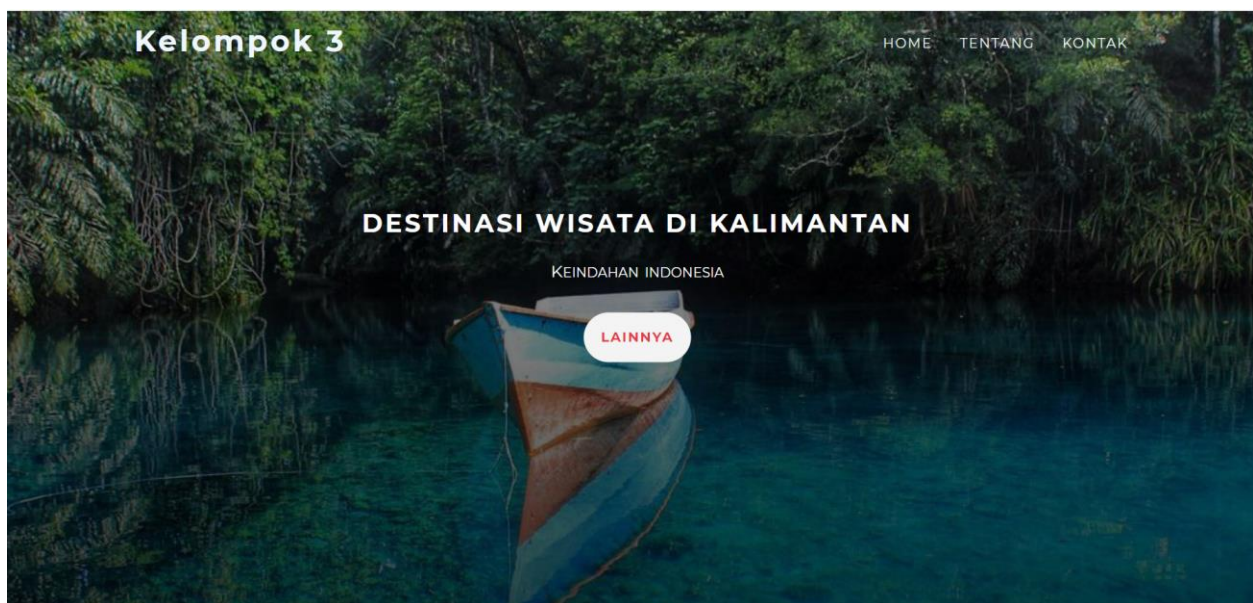 Kelompok 3
HOME TENTANG KONTAK
DESTINASI WISATA DI KALIMANTAN
KEINDAHAN INDONESIA
LAINNYA